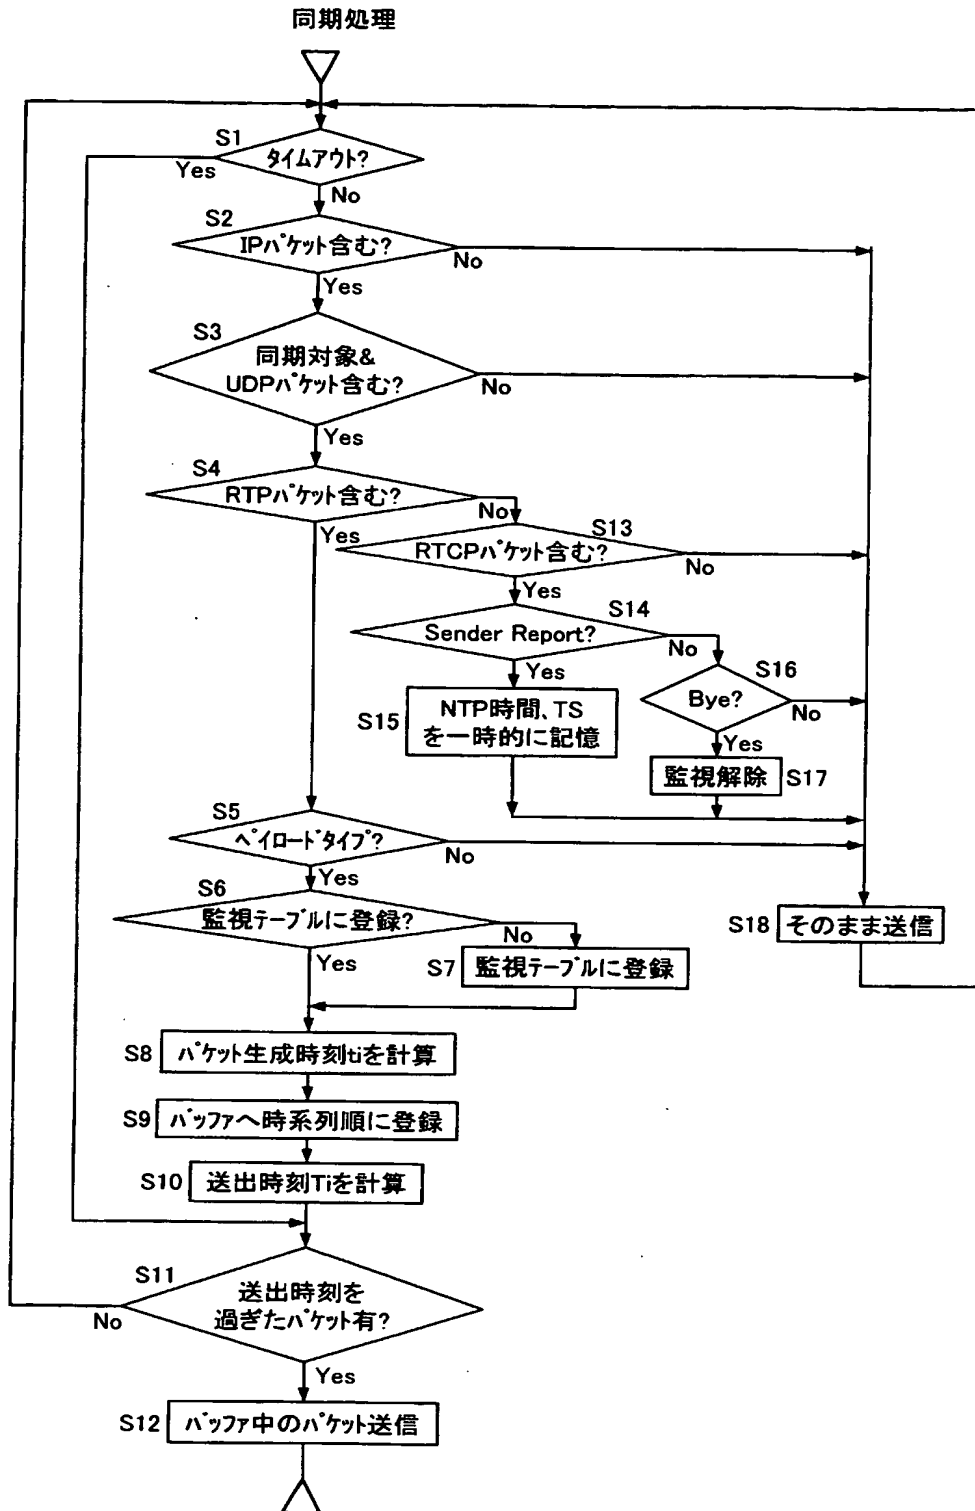 同期処理
S1
タイムアウト?
Yes
No
S2
IPパケット含む?
No
Yes
S3
同期対象&
UDPパケット含む?
No
Yes
S4
RTPパケット含む?
No
Yes
S13
RTCPパケット含む?
No
Yes
S14
Sender Report?
No
Yes
S16
Bye?
No
Yes
S15
NTP時間、TS
を一時的に記憶
監視解除
S17
S5
ペイロードタイプ?
No
Yes
S6
監視テーブルに登録?
No
Yes
S7
監視テーブルに登録
S18
そのまま送信
S8
パケット生成時刻tiを計算
S9
バッファへ時系列順に登録
S10
送出時刻Tiを計算
S11
送出時刻を
過ぎたパケット有?
No
Yes
S12
バッファ中のパケット送信